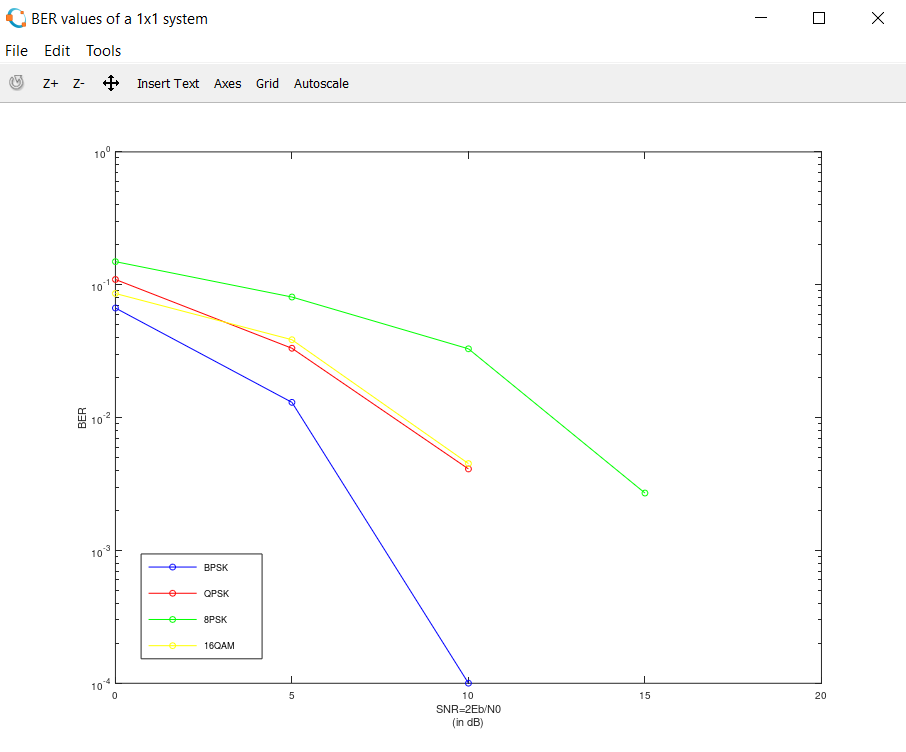 BER values of a 1x1 system
File Edit Tools
Z+ Z- Insert Text Axes Grid Autoscale
10^0
10^-1
10^-2
10^-3
10^-4
BER
BPSK
QPSK
8PSK
16QAM
0 5 10 15 20
SNR=2Eb/N0
(in dB)